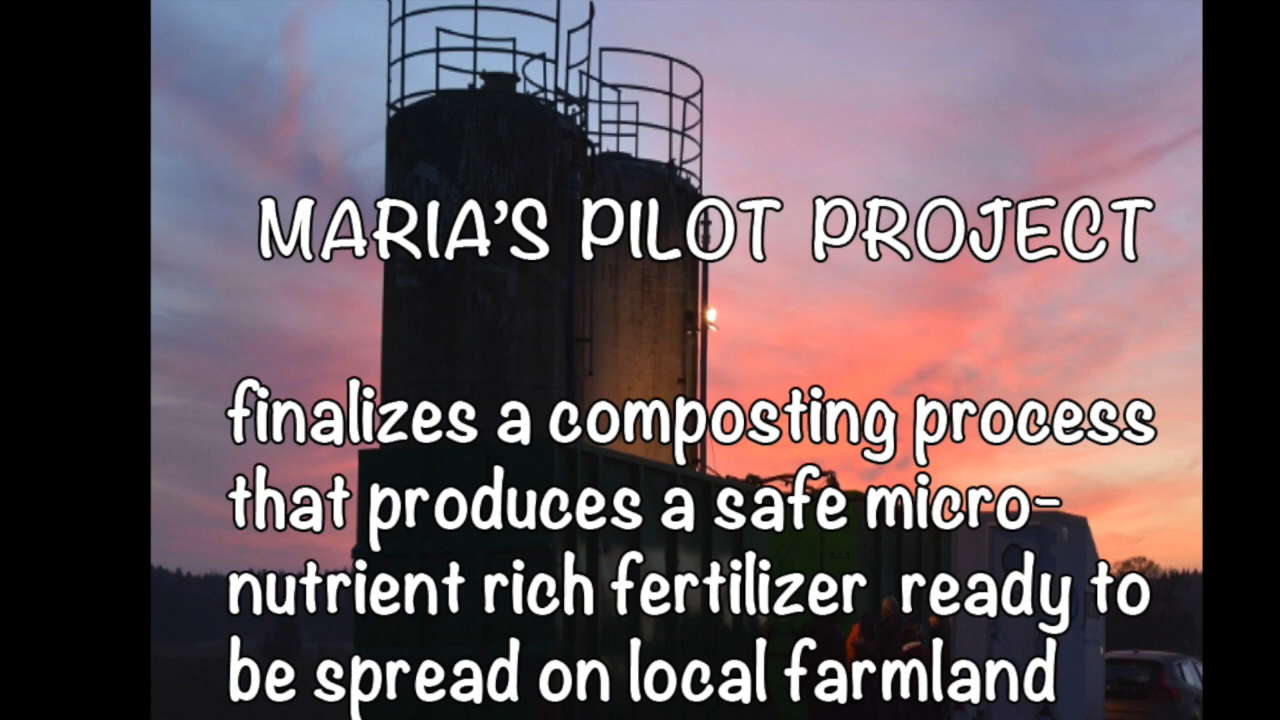 MARIA'S PILOT PROJECT
finalizes a composting process
that produces a safe micro-
nutrient rich fertilizer ready to
be spread on local farmland